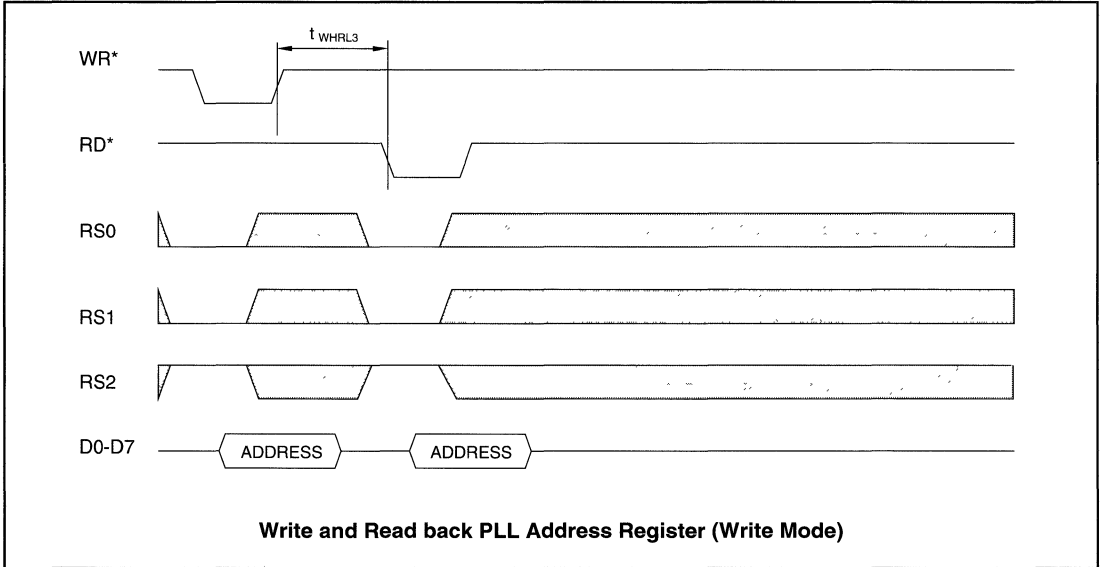 t WHRL3
WR*
RD*
RS0
RS1
RS2
D0-D7
ADDRESS
ADDRESS
Write and Read back PLL Address Register (Write Mode)